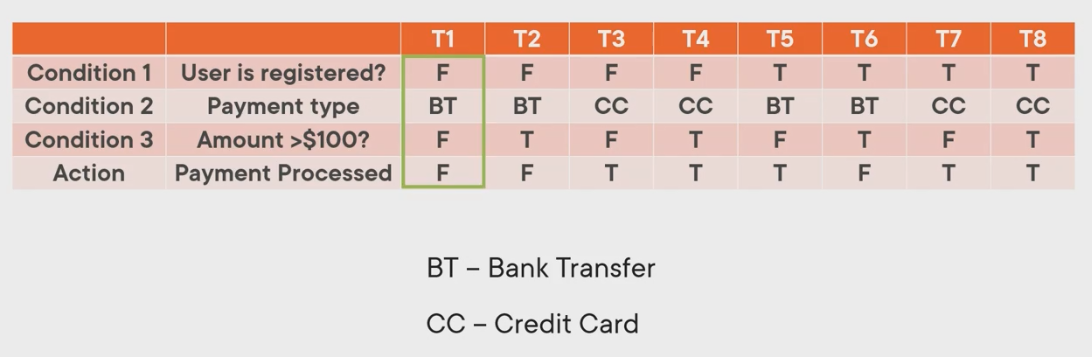 T1 T2 T3 T4 T5 T6 T7 T8
Condition 1 User is registered? F F F F T T T T
Condition 2 Payment type BT BT CC CC BT BT CC CC
Condition 3 Amount >$100? F T F T F T F T
Action Payment Processed F F T T T F T T
BT – Bank Transfer
CC – Credit Card